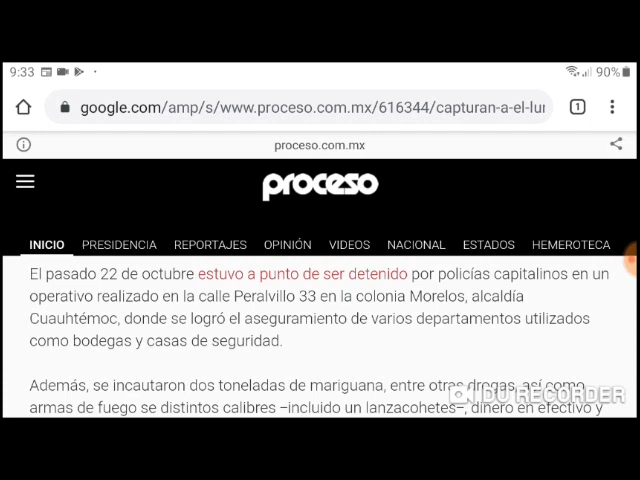 9:33 90%
google.com/amp/s/www.proceso.com.mx/616344/capturan-a-el-lur
1
proceso.com.mx
proceso
INICIO PRESIDENCIA REPORTAJES OPINIÓN VIDEOS NACIONAL ESTADOS HEMEROTECA
El pasado 22 de octubre estuvo a punto de ser detenido por policías capitalinos en un
operativo realizado en la calle Peralvillo 33 en la colonia Morelos, alcaldía
Cuauhtémoc, donde se logró el aseguramiento de varios departamentos utilizados
como bodegas y casas de seguridad.
Además, se incautaron dos toneladas de mariguana, entre otras drogas, así como
armas de fuego se distintos calibres –incluido un lanzacohetes–, dinero en efectivo y
DU RECORDER